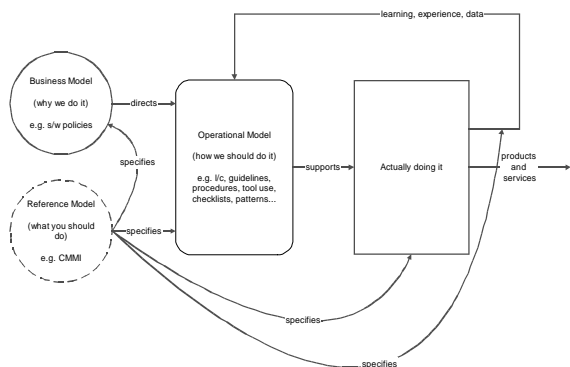 learning, experience, data
Business Model
(why we do it)
e.g. s/w policies
directs
Operational Model
(how we should do it)
e.g. l/c, guidelines,
procedures, tool use,
checklists, patterns...
supports
Actually doing it
products
and
services
specifies
Reference Model
(what you should
do)
e.g. CMMI
specifies
specifies
specifies